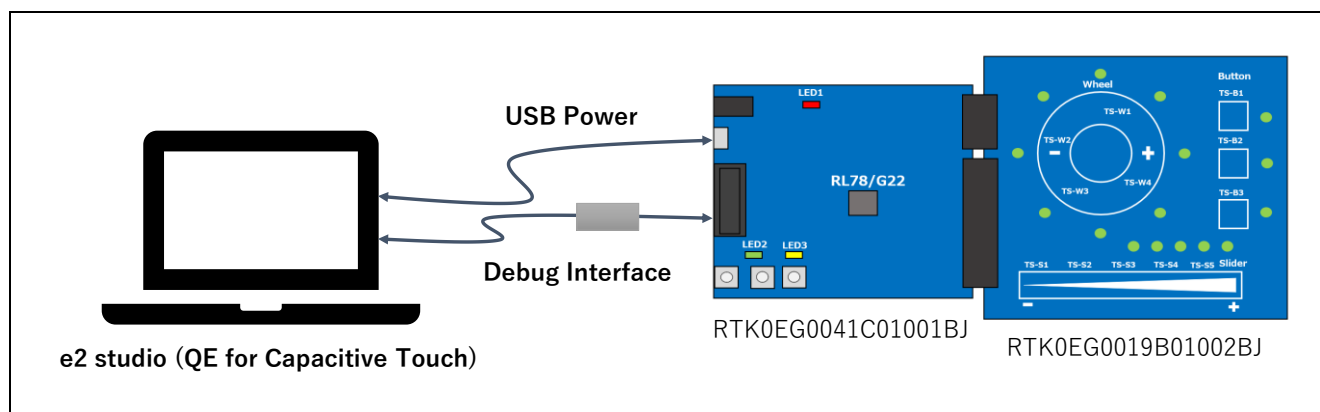 USB Power
Debug Interface
e2 studio (QE for Capacitive Touch)
LED1
RL78/G22
LED2
LED3
RTK0EG0041C01001BJ
Wheel
TS-W1
TS-W2
-
+
TS-W3
TS-W4
Button
TS-B1
TS-B2
TS-B3
TS-S1 TS-S2 TS-S3 TS-S4 TS-S5 Slider
- +
RTK0EG0019B01002BJ